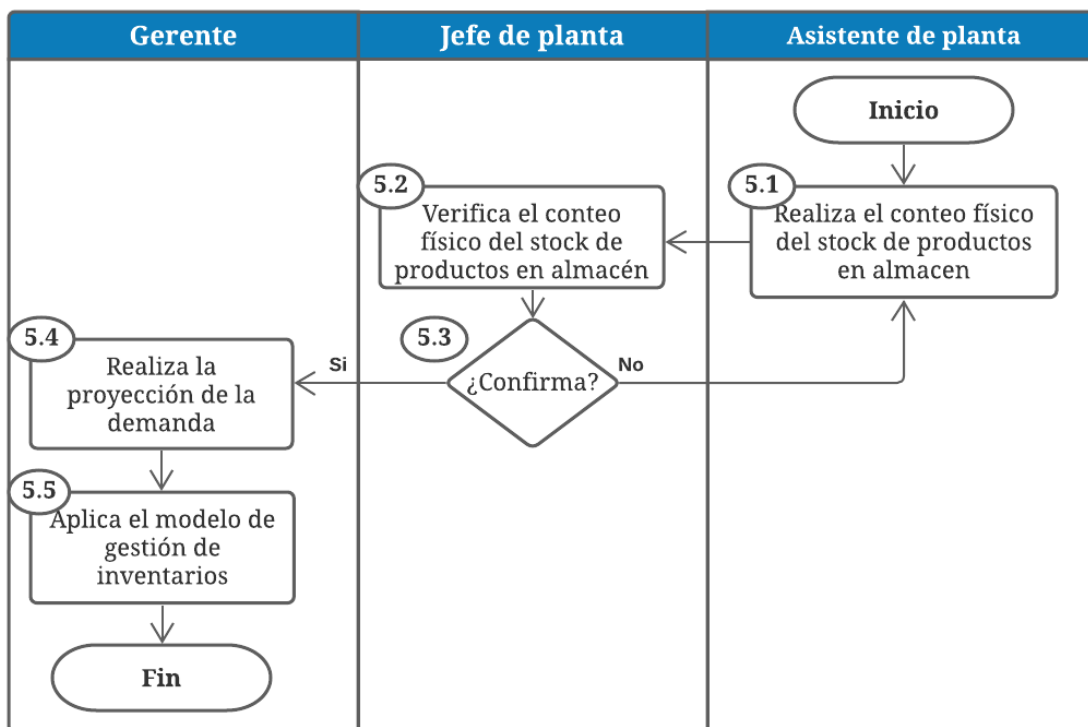 Gerente
Jefe de planta
Asistente de planta
Inicio
5.1
Realiza el conteo físico
del stock de productos
en almacen
5.2
Verifica el conteo
físico del stock de
productos en almacén
5.3
¿Confirma?
Si
No
5.4
Realiza la
proyección de la
demanda
5.5
Aplica el modelo de
gestión de
inventarios
Fin